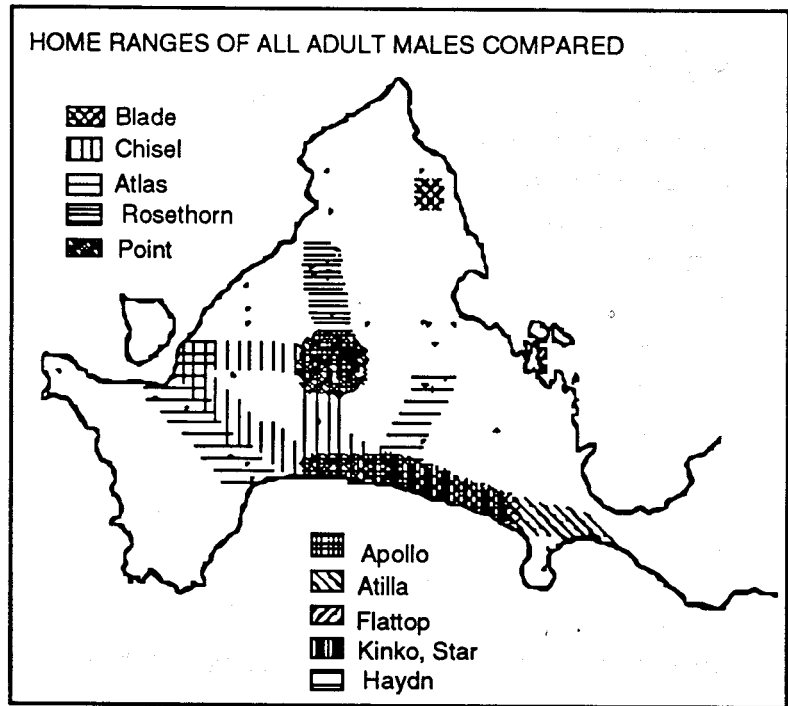 HOME RANGES OF ALL ADULT MALES COMPARED
Blade
Chisel
Atlas
Rosethorn
Point
Apollo
Atilla
Flattop
Kinko, Star
Haydn